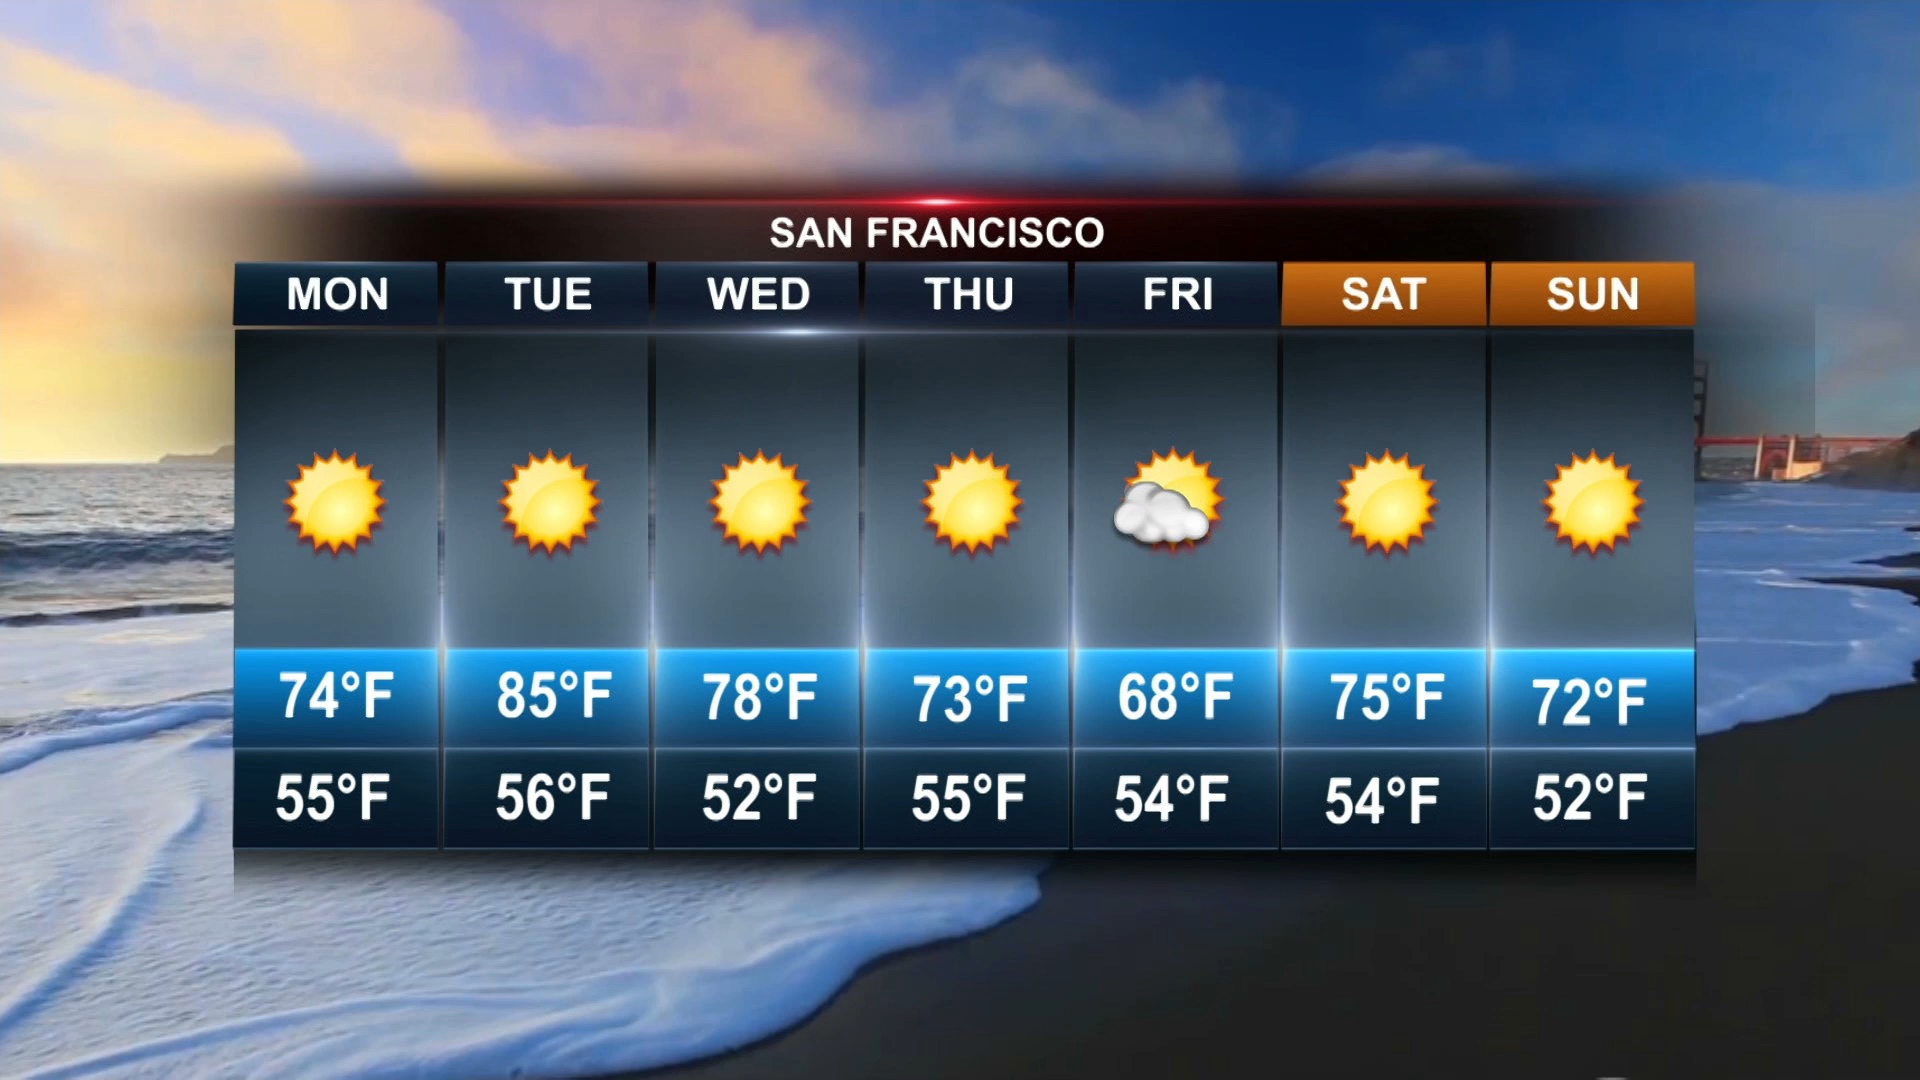 SAN FRANCISCO
MON TUE WED THU FRI SAT SUN
74°F 85°F 78°F 73°F 68°F 75°F 72°F
55°F 56°F 52°F 55°F 54°F 54°F 52°F